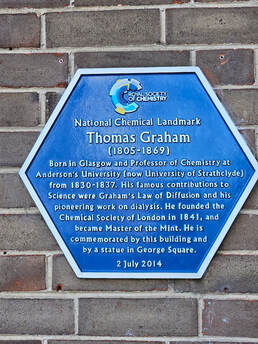 ROYAL SOCIETY
OF CHEMISTRY
National Chemical Landmark
Thomas Graham
(1805-1869)
Born in Glasgow and Professor of Chemistry at
Anderson's University (now University of Strathclyde)
from 1830-1837. His famous contributions to
Science were Graham's Law of Diffusion and his
pioneering work on dialysis. He founded the
Chemical Society of London in 1841, and
became Master of the Mint. He is
commemorated by this building and
by a statue in George Square.
2 July 2014